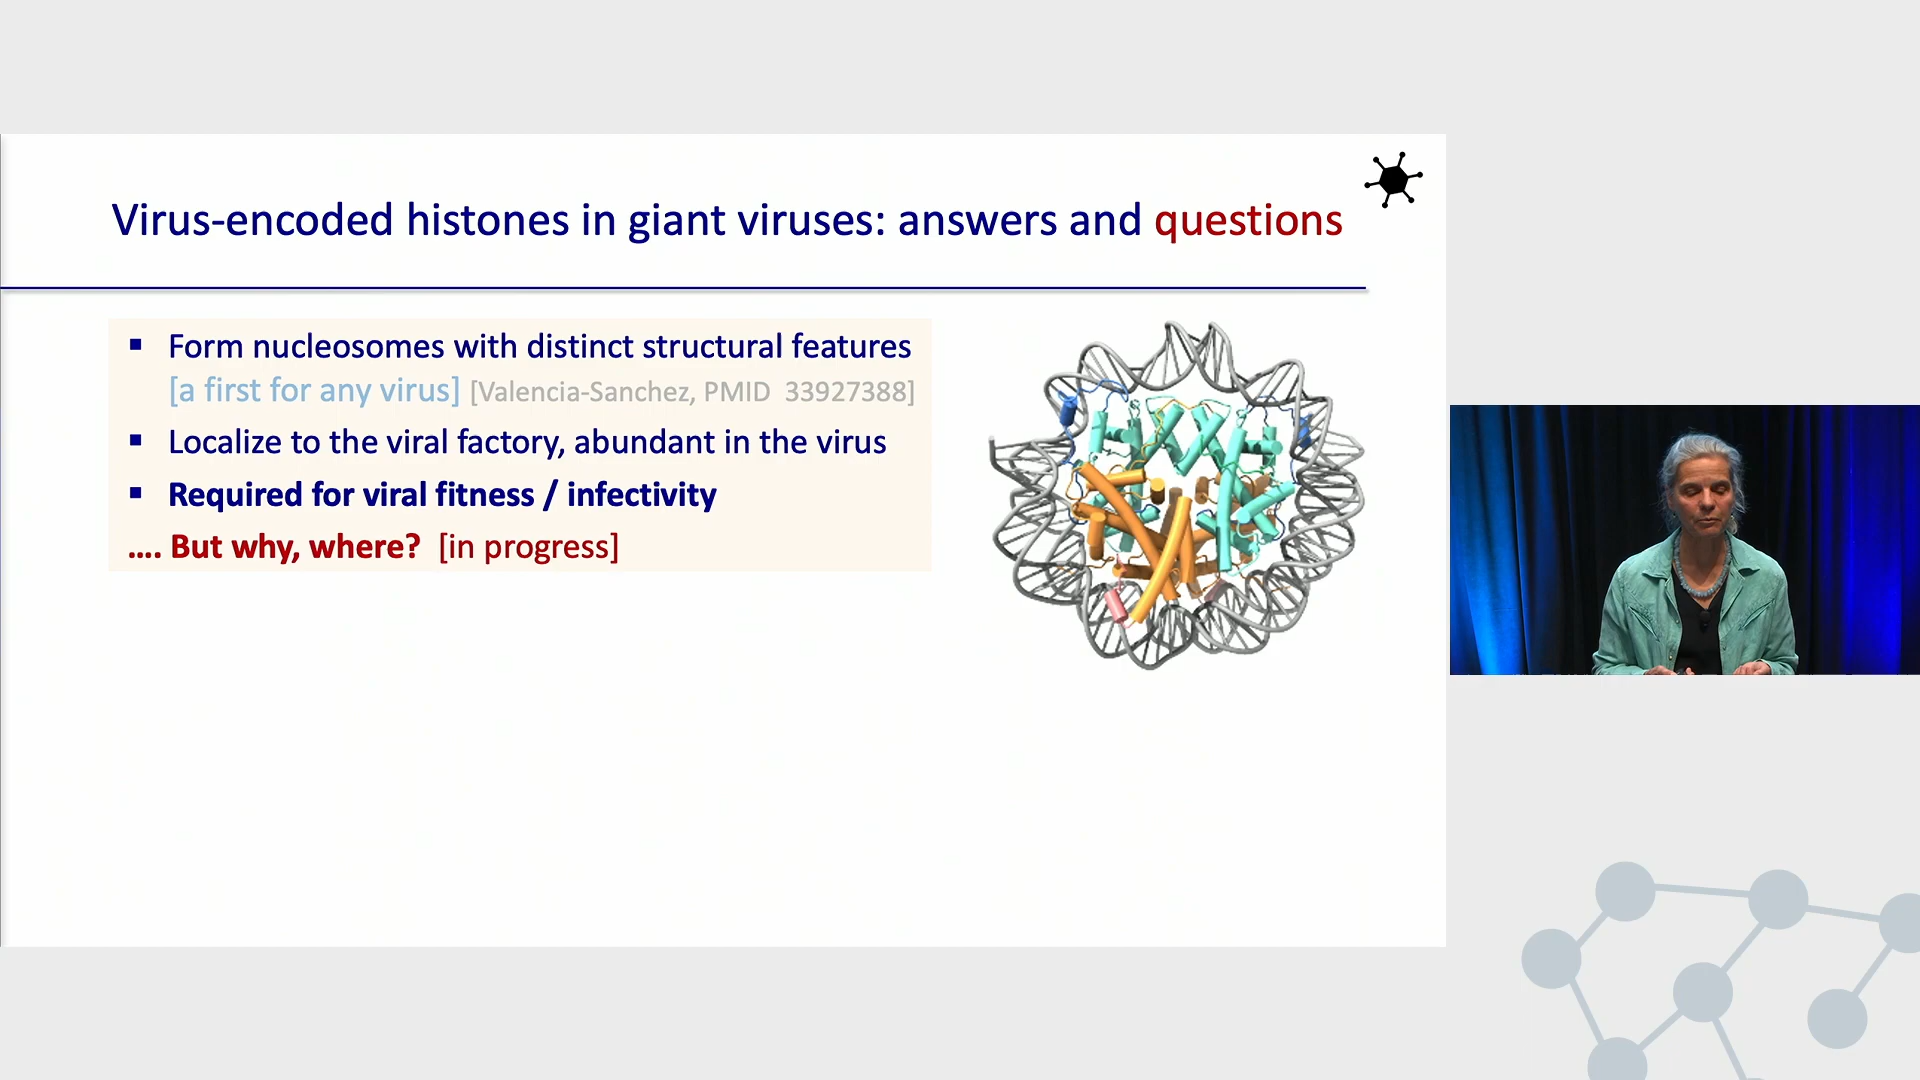 Virus-encoded histones in giant viruses: answers and questions
▪ Form nucleosomes with distinct structural features
[a first for any virus] [Valencia-Sanchez, PMID 33927388]
▪ Localize to the viral factory, abundant in the virus
▪ Required for viral fitness / infectivity
.... But why, where? [in progress]